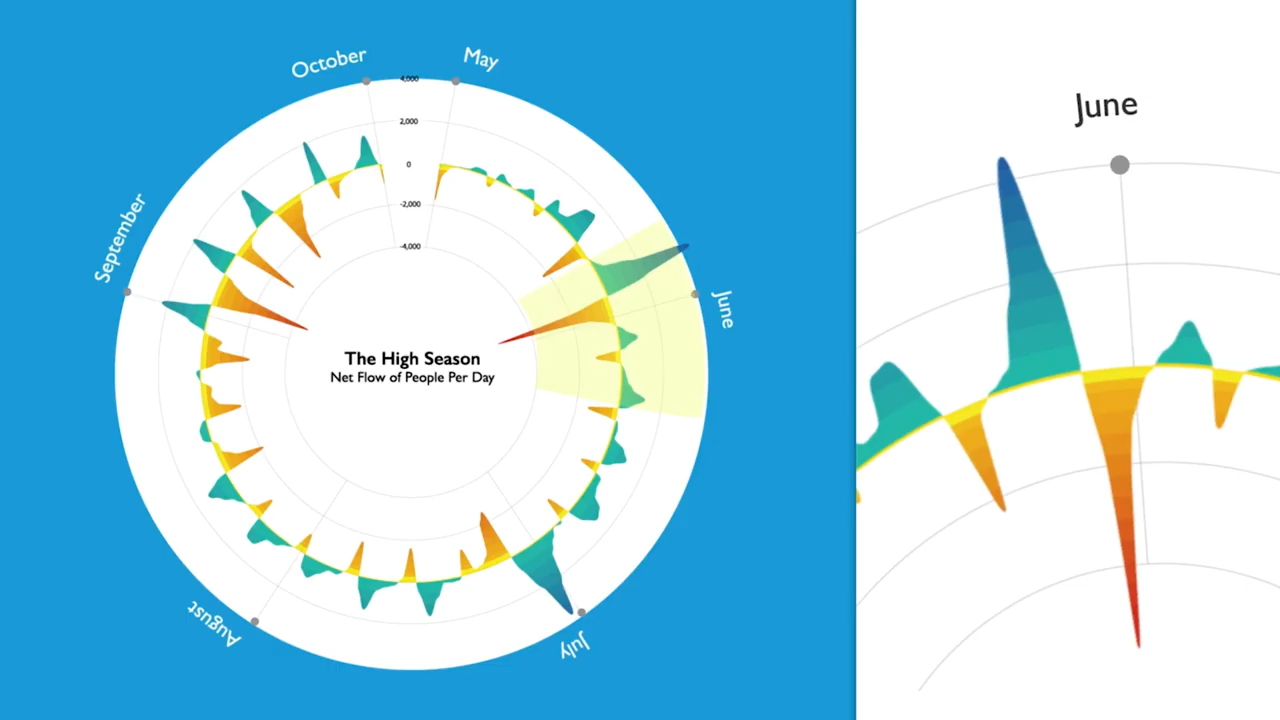 October
May
4,000
2,000
0
-2,000
-4,000
September
June
The High Season
Net Flow of People Per Day
August
July
June